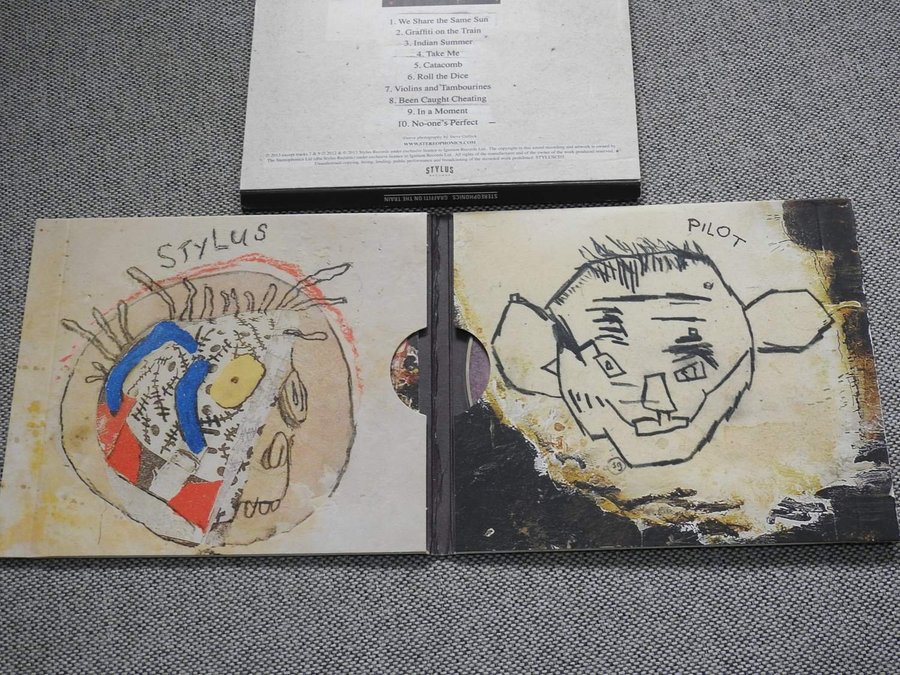 1. We Share the Same Sun
2. Graffiti on the Train
3. Indian Summer
4. Take Me
5. Catacomb
6. Roll the Dice
7. Violins and Tambourines
8. Been Caught Cheating
9. In a Moment
10. No-one"s Perfect
WWW.STEREOPHONICS.COM
STYLUS
STEREOPHONICS GRAFFITI ON THE TRAIN
STYLUS
PILOT